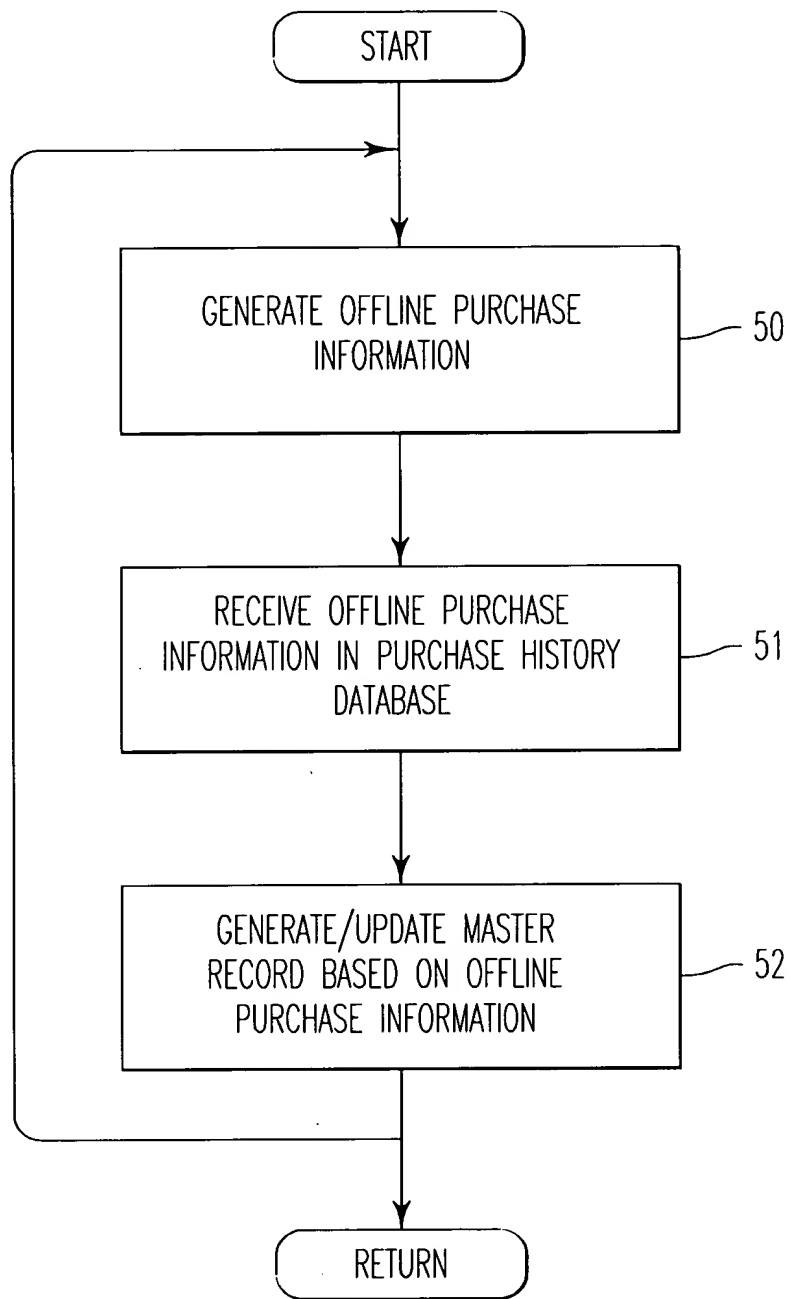 START
GENERATE OFFLINE PURCHASE
INFORMATION
50
RECEIVE OFFLINE PURCHASE
INFORMATION IN PURCHASE HISTORY
DATABASE
51
GENERATE/UPDATE MASTER
RECORD BASED ON OFFLINE
PURCHASE INFORMATION
52
RETURN